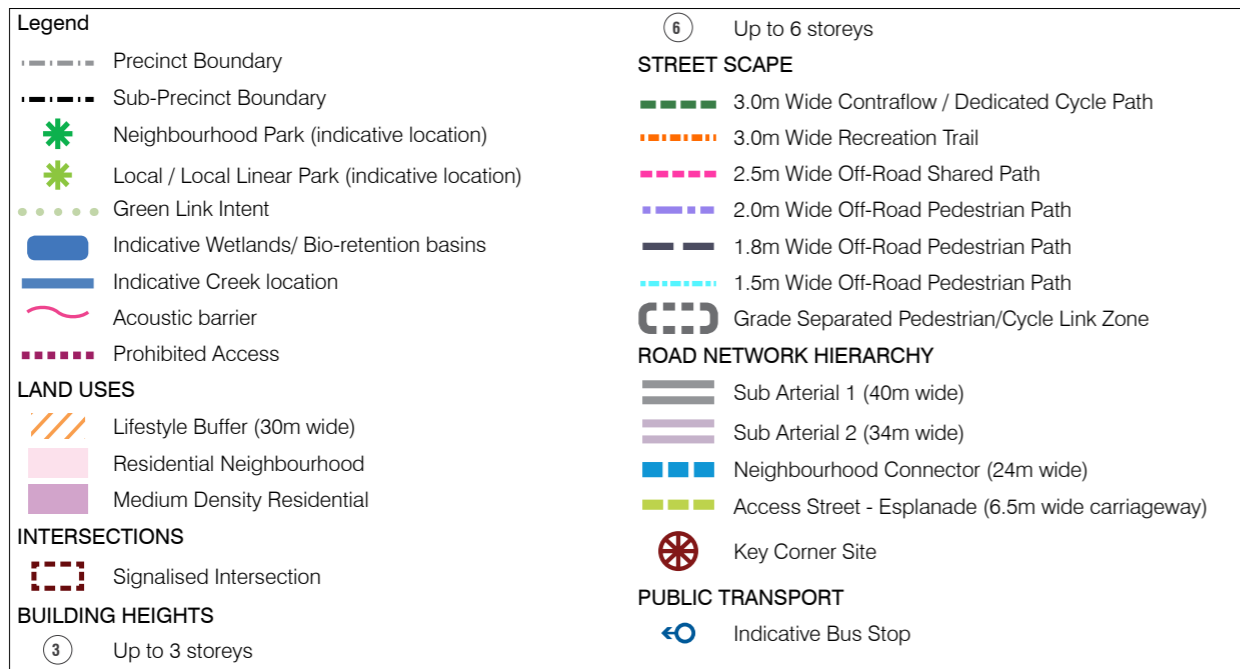 Legend
Precinct Boundary
Sub-Precinct Boundary
Neighbourhood Park (indicative location)
Local / Local Linear Park (indicative location)
Green Link Intent
Indicative Wetlands/ Bio-retention basins
Indicative Creek location
Acoustic barrier
Prohibited Access
LAND USES
Lifestyle Buffer (30m wide)
Residential Neighbourhood
Medium Density Residential
INTERSECTIONS
Signalised Intersection
BUILDING HEIGHTS
3 Up to 3 storeys
6 Up to 6 storeys
STREET SCAPE
3.0m Wide Contraflow / Dedicated Cycle Path
3.0m Wide Recreation Trail
2.5m Wide Off-Road Shared Path
2.0m Wide Off-Road Pedestrian Path
1.8m Wide Off-Road Pedestrian Path
1.5m Wide Off-Road Pedestrian Path
Grade Separated Pedestrian/Cycle Link Zone
ROAD NETWORK HIERARCHY
Sub Arterial 1 (40m wide)
Sub Arterial 2 (34m wide)
Neighbourhood Connector (24m wide)
Access Street - Esplanade (6.5m wide carriageway)
Key Corner Site
PUBLIC TRANSPORT
Indicative Bus Stop